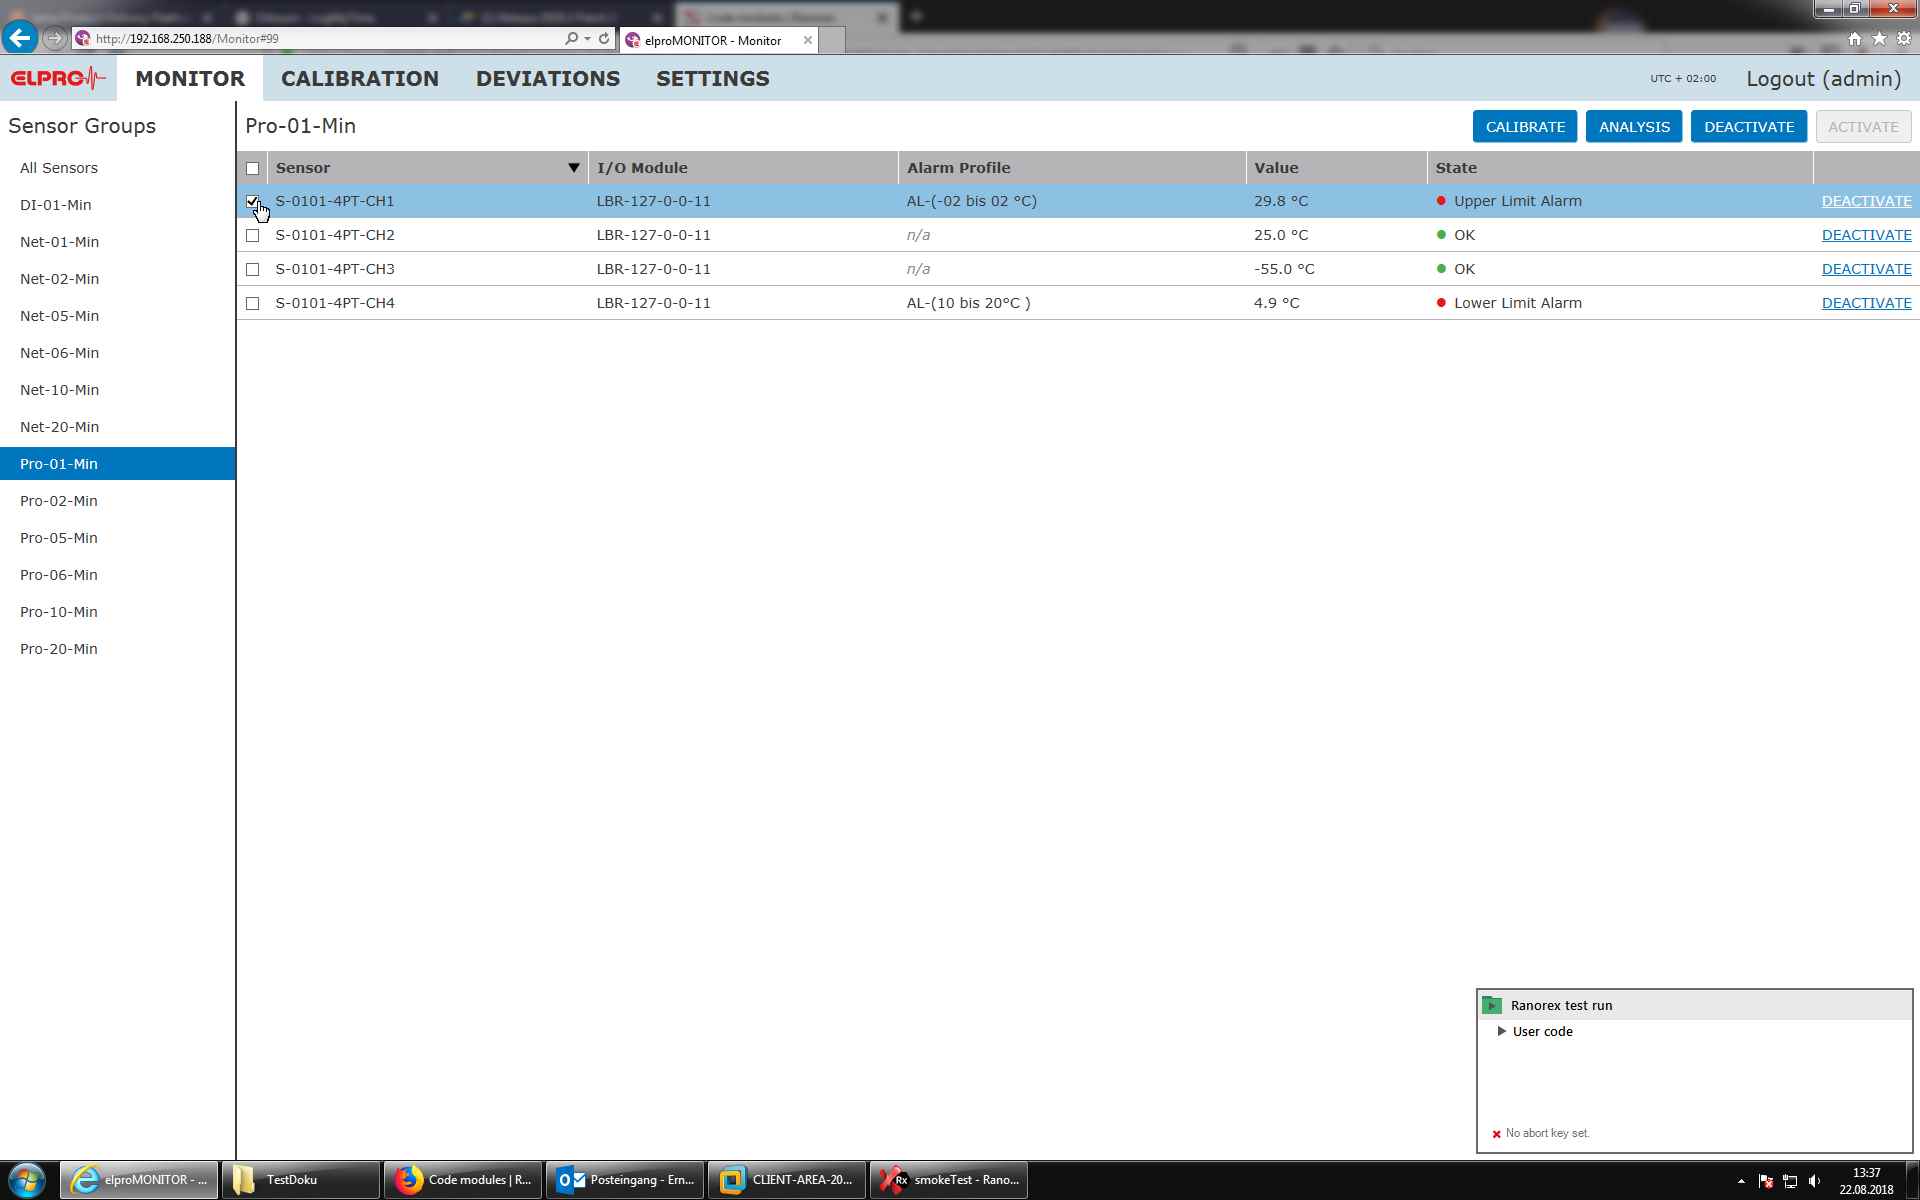 http://192.168.250.188/Monitor#99
elproMONITOR - Monitor
ELPRO MONITOR CALIBRATION DEVIATIONS SETTINGS UTC + 02:00 Logout (admin)
Sensor Groups
All Sensors
DI-01-Min
Net-01-Min
Net-02-Min
Net-05-Min
Net-06-Min
Net-10-Min
Net-20-Min
Pro-01-Min
Pro-02-Min
Pro-05-Min
Pro-06-Min
Pro-10-Min
Pro-20-Min
Pro-01-Min CALIBRATE ANALYSIS DEACTIVATE ACTIVATE
Sensor I/O Module Alarm Profile Value State
S-0101-4PT-CH1 LBR-127-0-0-11 AL-(-02 bis 02 °C) 29.8 °C Upper Limit Alarm DEACTIVATE
S-0101-4PT-CH2 LBR-127-0-0-11 n/a 25.0 °C OK DEACTIVATE
S-0101-4PT-CH3 LBR-127-0-0-11 n/a -55.0 °C OK DEACTIVATE
S-0101-4PT-CH4 LBR-127-0-0-11 AL-(10 bis 20°C ) 4.9 °C Lower Limit Alarm DEACTIVATE
Ranorex test run
User code
No abort key set.
elproMONITOR - ... TestDoku Code modules | R... Posteingang - Ern... CLIENT-AREA-20... Rx smokeTest - Rano...
13:37
22.08.2018